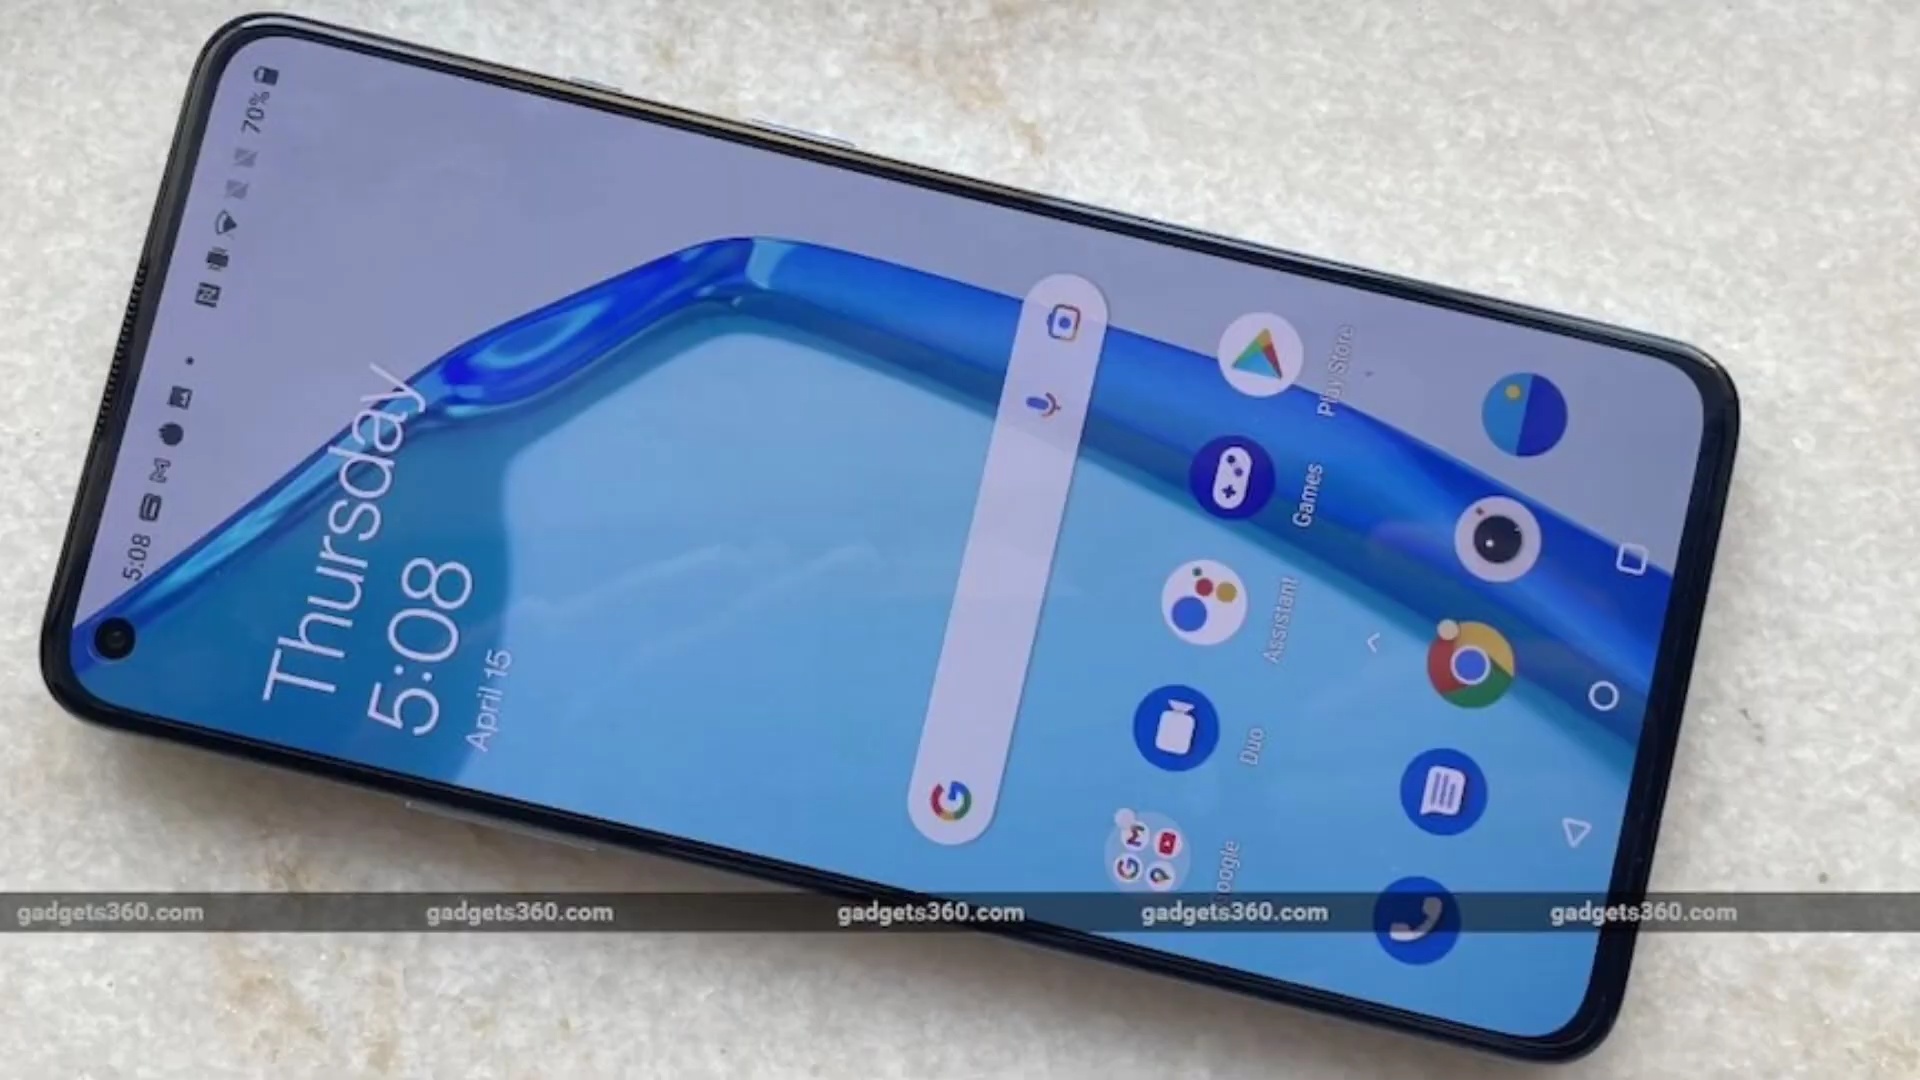 5:08 70%
Thursday
5:08
April 15
Google Duo Assistant Games Play Store
gadgets360.com gadgets360.com gadgets360.com gadgets360.com gadgets360.com